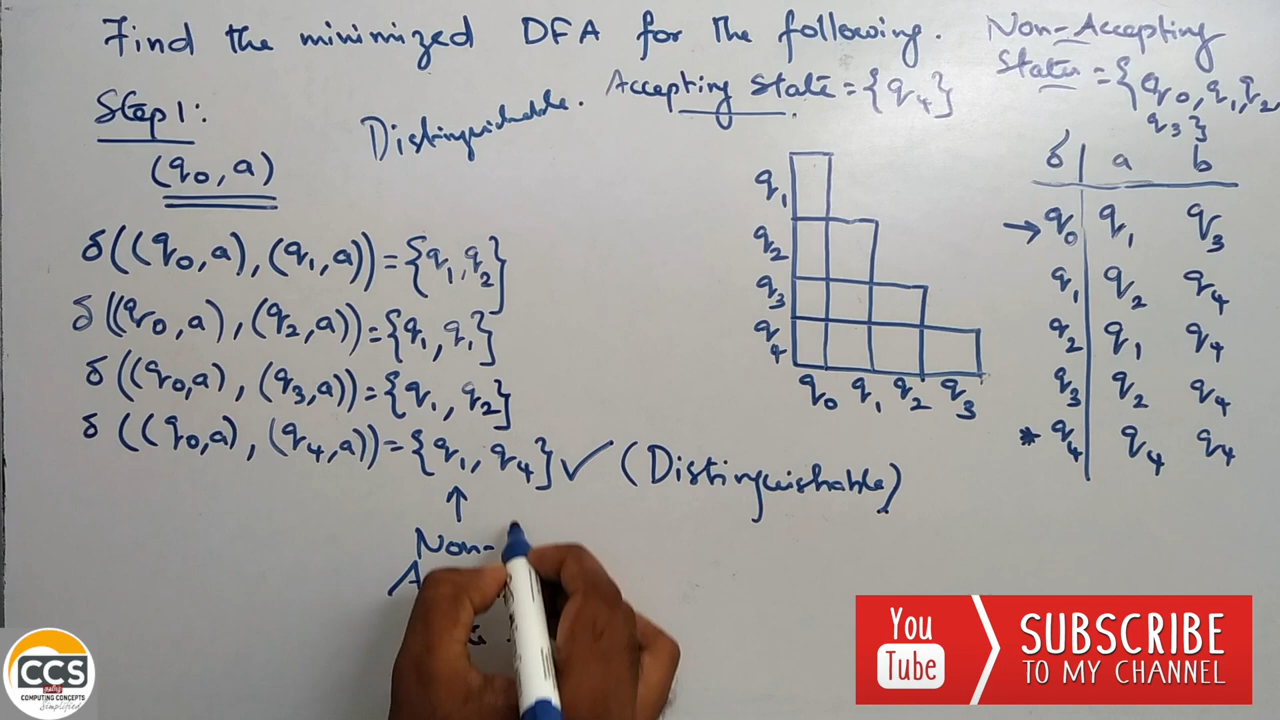 Find the minimized DFA for the following.
Non-Accepting
States = {q0, q1, q2
q3}
Step 1:
Distinguishable.
Accepting State = {q4}
(q0, a)
δ((q0, a), (q1, a)) = {q1, q2}
δ((q0, a), (q2, a)) = {q1, q1}
δ((q0, a), (q3, a)) = {q1, q2}
δ((q0, a), (q4, a)) = {q1, q4} ✓ (Distinguishable)
↑
Non-
A
q1
q2
q3
q4
q0 q1 q2 q3
δ | a b
→ q0 q1 q3
q1 q2 q4
q2 q1 q4
q3 q2 q4
* q4 q4 q4
CCS
COMPUTING CONCEPTS
Simplified
You
Tube
SUBSCRIBE
TO MY CHANNEL